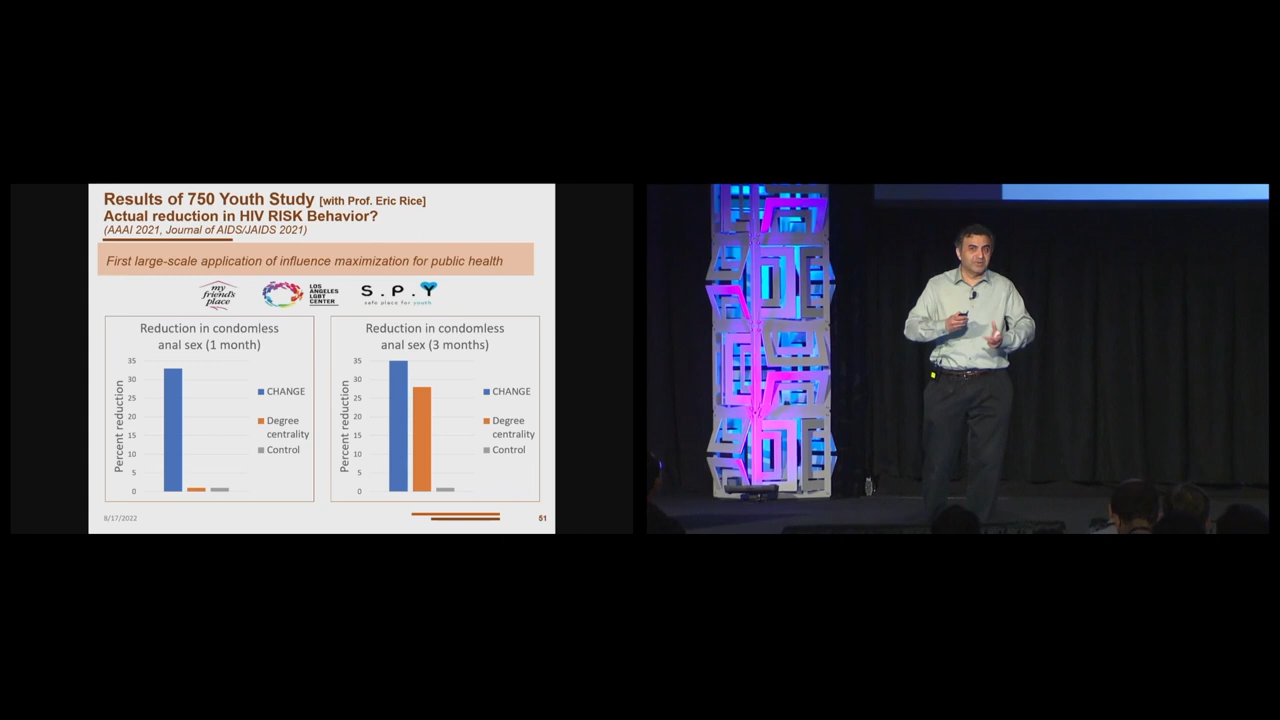 Results of 750 Youth Study [with Prof. Eric Rice]
Actual reduction in HIV RISK Behavior?
(AAAI 2021, Journal of AIDS/JAIDS 2021)
First large-scale application of influence maximization for public health
my
friend's
place
LOS
ANGELES
LGBT
CENTER
S.P.Y
safe place for youth
Reduction in condomless
anal sex (1 month)
Percent reduction
35
30
25
20
15
10
5
0
CHANGE
Degree
centrality
Control
Reduction in condomless
anal sex (3 months)
Percent reduction
35
30
25
20
15
10
5
0
CHANGE
Degree
centrality
Control
8/17/2022
51